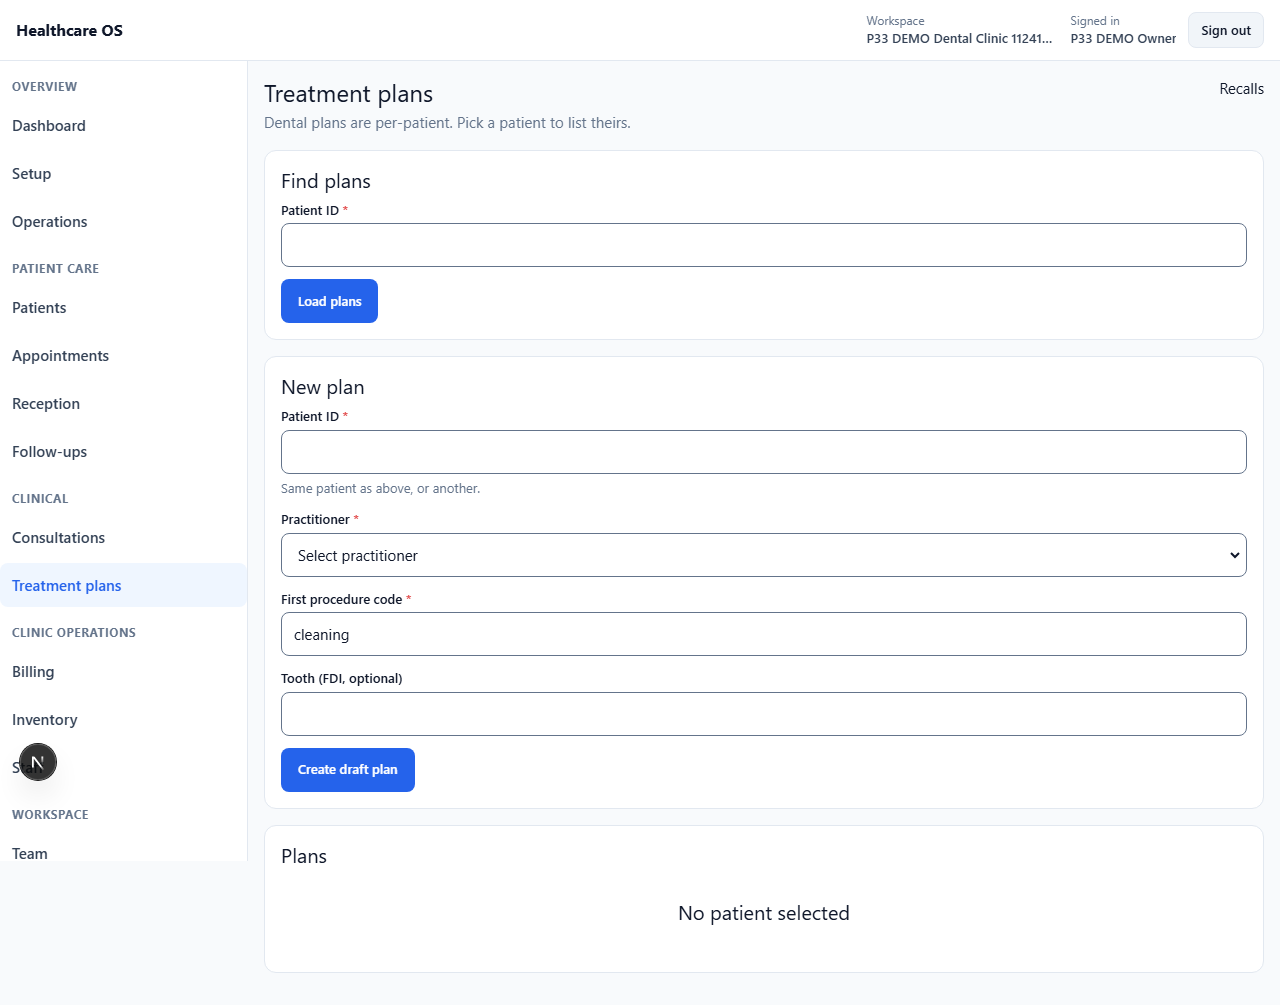 Healthcare OS
Workspace
P33 DEMO Dental Clinic 11241...
Signed in
P33 DEMO Owner
Sign out
OVERVIEW
Dashboard
Setup
Operations
PATIENT CARE
Patients
Appointments
Reception
Follow-ups
CLINICAL
Consultations
Treatment plans
CLINIC OPERATIONS
Billing
Inventory
N
WORKSPACE
Team
Treatment plans
Recalls
Dental plans are per-patient. Pick a patient to list theirs.
Find plans
Patient ID *
Load plans
New plan
Patient ID *
Same patient as above, or another.
Practitioner *
Select practitioner
First procedure code *
cleaning
Tooth (FDI, optional)
Create draft plan
Plans
No patient selected